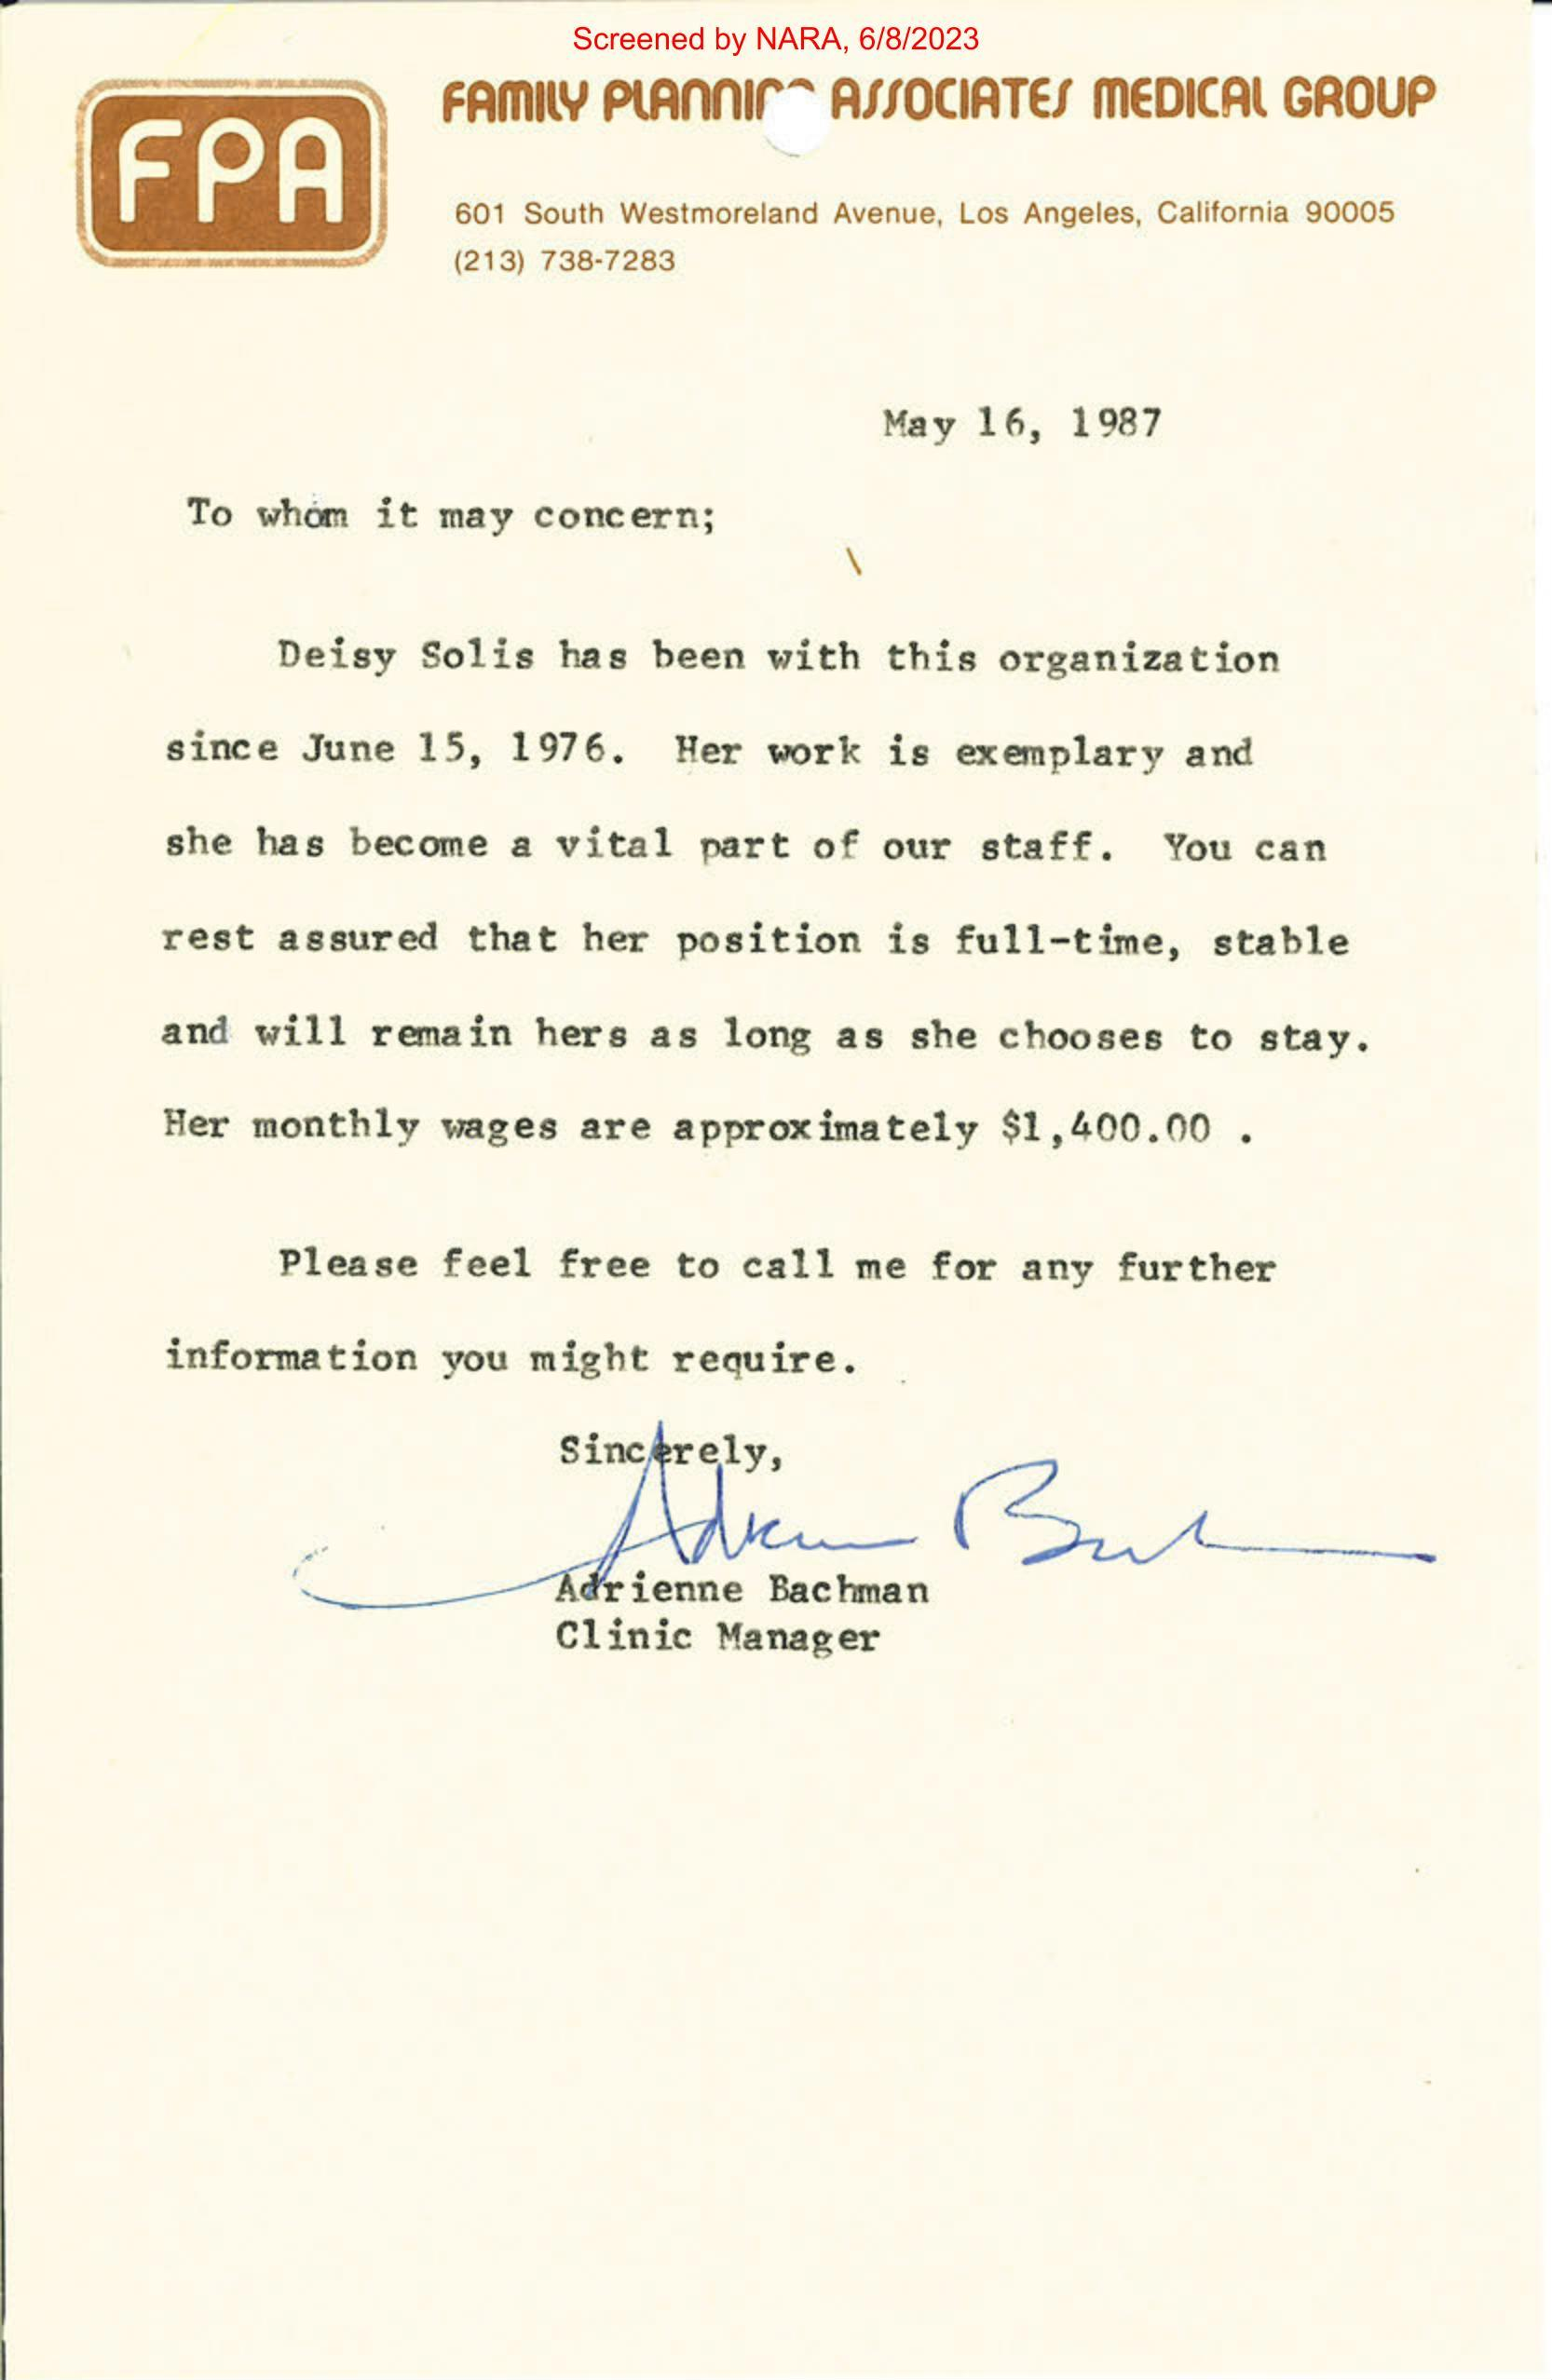 Screened by NARA, 6/8/2023
FPA
FAMILY PLANNING ASSOCIATES MEDICAL GROUP
601 South Westmoreland Avenue, Los Angeles, California 90005
(213) 738-7283
May 16, 1987
To whom it may concern;
Deisy Solis has been with this organization
since June 15, 1976. Her work is exemplary and
she has become a vital part of our staff. You can
rest assured that her position is full-time, stable
and will remain hers as long as she chooses to stay.
Her monthly wages are approximately $1,400.00 .
Please feel free to call me for any further
information you might require.
Sincerely,
Adrienne Bachman
Clinic Manager